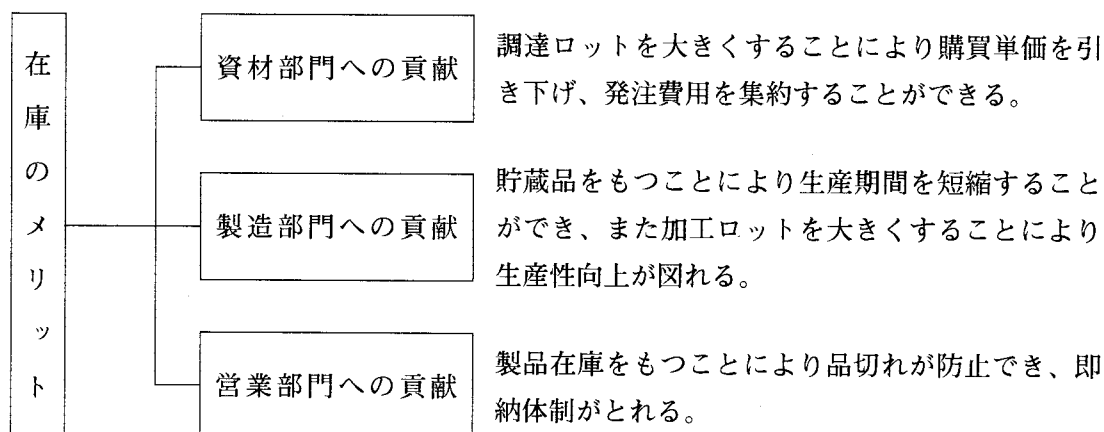 在庫のメリット
資材部門への貢献
調達ロットを大きくすることにより購買単価を引
き下げ、発注費用を集約することができる。
製造部門への貢献
貯蔵品をもつことにより生産期間を短縮すること
ができ、また加工ロットを大きくすることにより
生産性向上が図れる。
営業部門への貢献
製品在庫をもつことにより品切れが防止でき、即
納体制がとれる。